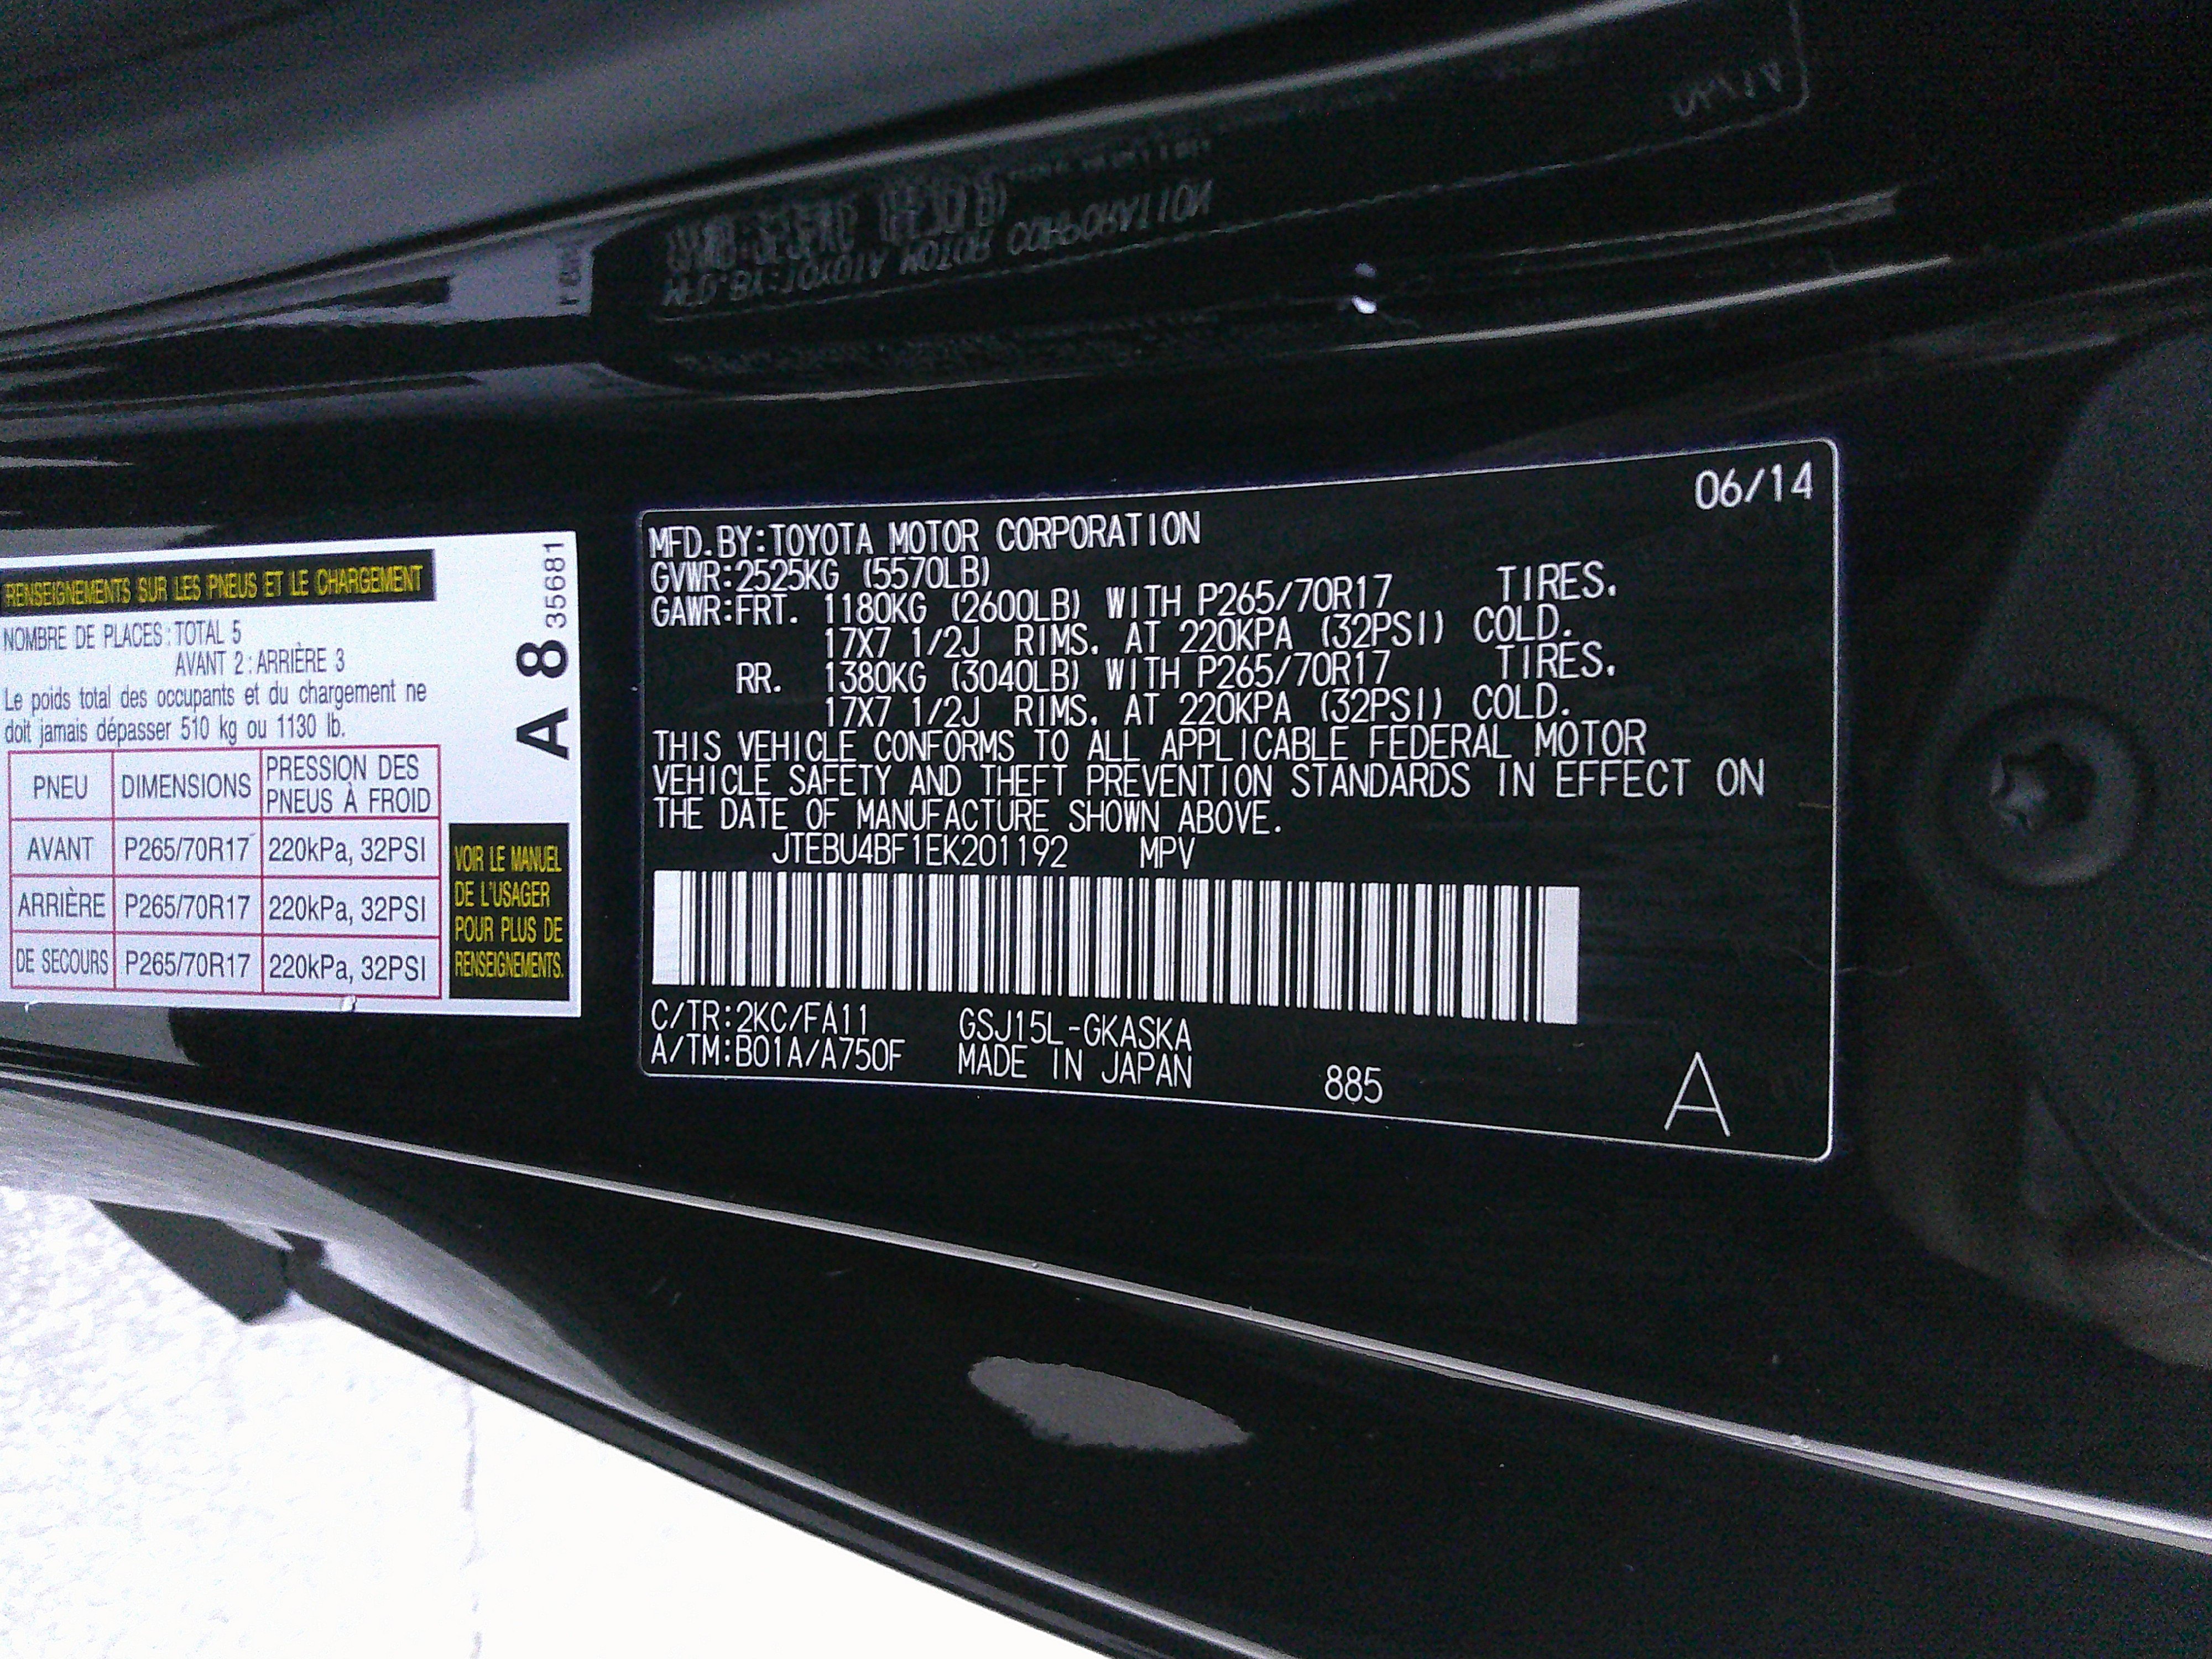 RENSEIGNEMENTS SUR LES PNEUS ET LE CHARGEMENT
NOMBRE DE PLACES : TOTAL 5
AVANT 2 : ARRIÈRE 3
Le poids total des occupants et du chargement ne
doit jamais dépasser 510 kg ou 1130 lb.
PNEU DIMENSIONS PRESSION DES PNEUS À FROID
AVANT P265/70R17 220kPa, 32PSI
ARRIÈRE P265/70R17 220kPa, 32PSI
DE SECOURS P265/70R17 220kPa, 32PSI
VOIR LE MANUEL
DE L'USAGER
POUR PLUS DE
RENSEIGNEMENTS.
A 8 35681
06/14
MFD.BY:TOYOTA MOTOR CORPORATION
GVWR:2525KG (5570LB)
GAWR:FRT. 1180KG (2600LB) WITH P265/70R17 TIRES.
17X7 1/2J RIMS. AT 220KPA (32PSI) COLD.
RR. 1380KG (3040LB) WITH P265/70R17 TIRES.
17X7 1/2J RIMS. AT 220KPA (32PSI) COLD.
THIS VEHICLE CONFORMS TO ALL APPLICABLE FEDERAL MOTOR
VEHICLE SAFETY AND THEFT PREVENTION STANDARDS IN EFFECT ON
THE DATE OF MANUFACTURE SHOWN ABOVE.
JTEBU4BF1EK201192 MPV
C/TR:2KC/FA11 GSJ15L-GKASKA
A/TM:B01A/A750F MADE IN JAPAN
885
A